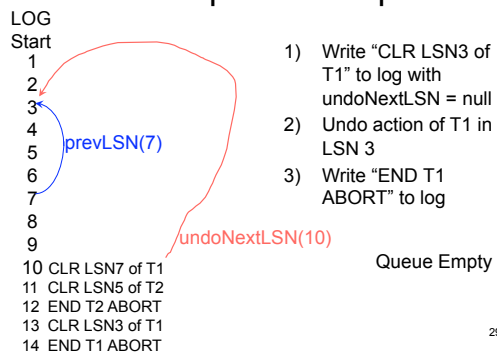 LOG
Start
1
2
3
4
5
6
7
8
9
10 CLR LSN7 of T1
11 CLR LSN5 of T2
12 END T2 ABORT
13 CLR LSN3 of T1
14 END T1 ABORT
prevLSN(7)
undoNextLSN(10)
1) Write “CLR LSN3 of
T1” to log with
undoNextLSN = null
2) Undo action of T1 in
LSN 3
3) Write “END T1
ABORT” to log
Queue Empty
29